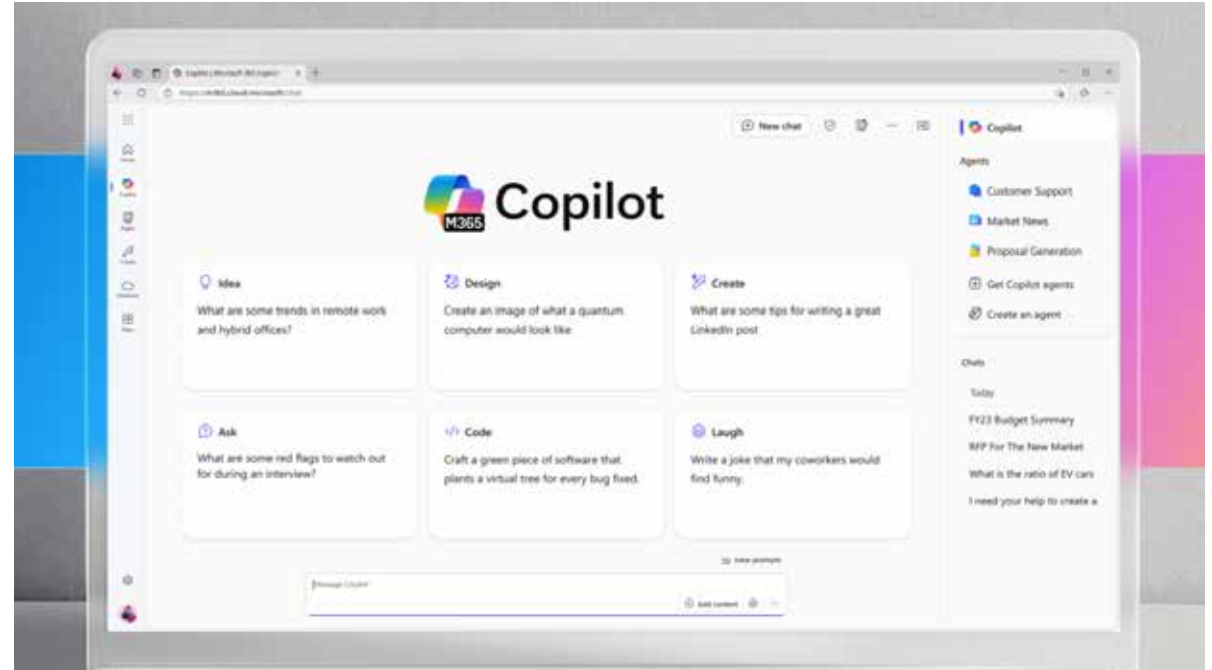 New chat
Copilot
M365
Idea
What are some trends in remote work
and hybrid offices?
Design
Create an image of what a quantum
computer would look like
Create
What are some tips for writing a great
LinkedIn post
Ask
What are some red flags to watch out
for during an interview?
</> Code
Craft a green piece of software that
plants a virtual tree for every bug fixed.
Laugh
Write a joke that my coworkers would
find funny.
View prompts
Message Copilot
Add content
Copilot
Agents
Customer Support
Market News
Proposal Generation
Get Copilot agents
Create an agent
Chats
Today
FY23 Budget Summary
RFP For The New Market
What is the ratio of EV cars
I need your help to create a